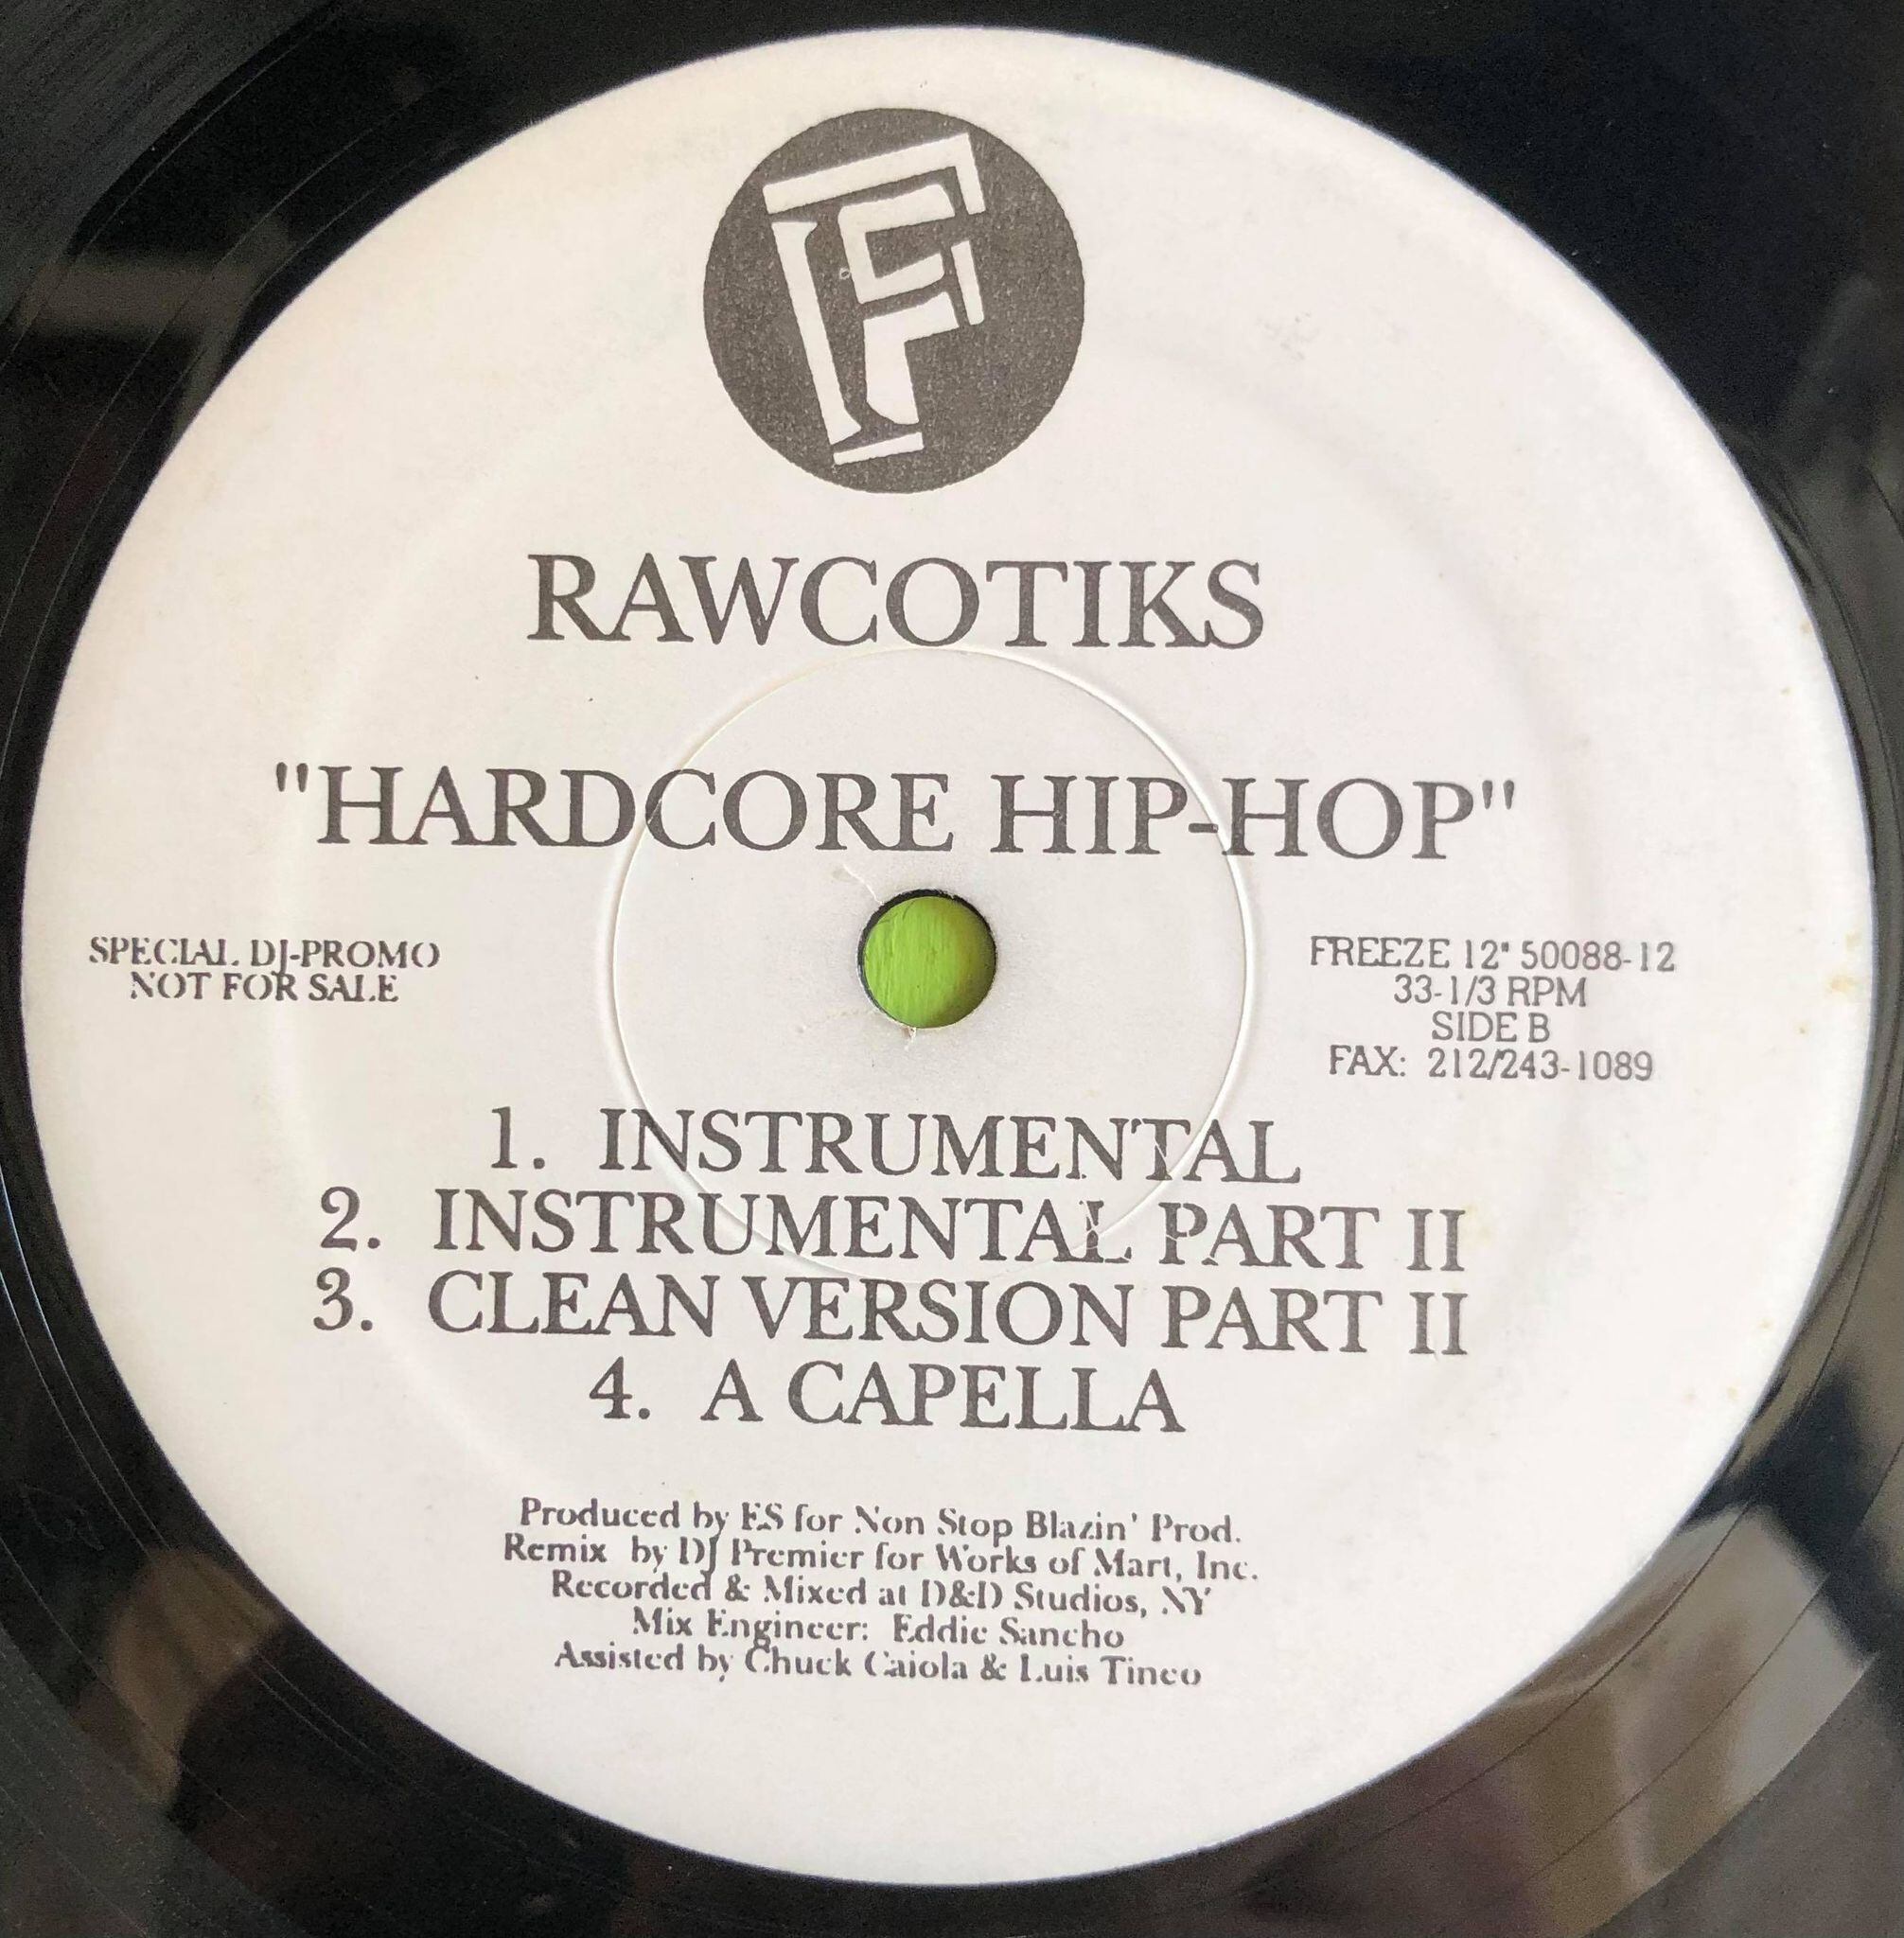 F
RAWCOTIKS
"HARDCORE HIP-HOP"
SPECIAL DJ-PROMO
NOT FOR SALE
FREEZE 12" 50088-12
33-1/3 RPM
SIDE B
FAX: 212/243-1089
1. INSTRUMENTAL
2. INSTRUMENTAL PART II
3. CLEAN VERSION PART II
4. A CAPELLA
Produced by ES for Non Stop Blazin' Prod.
Remix by DJ Premier for Works of Mart, Inc.
Recorded & Mixed at D&D Studios, NY
Mix Engineer: Eddie Sancho
Assisted by Chuck Caiola & Luis Tineo